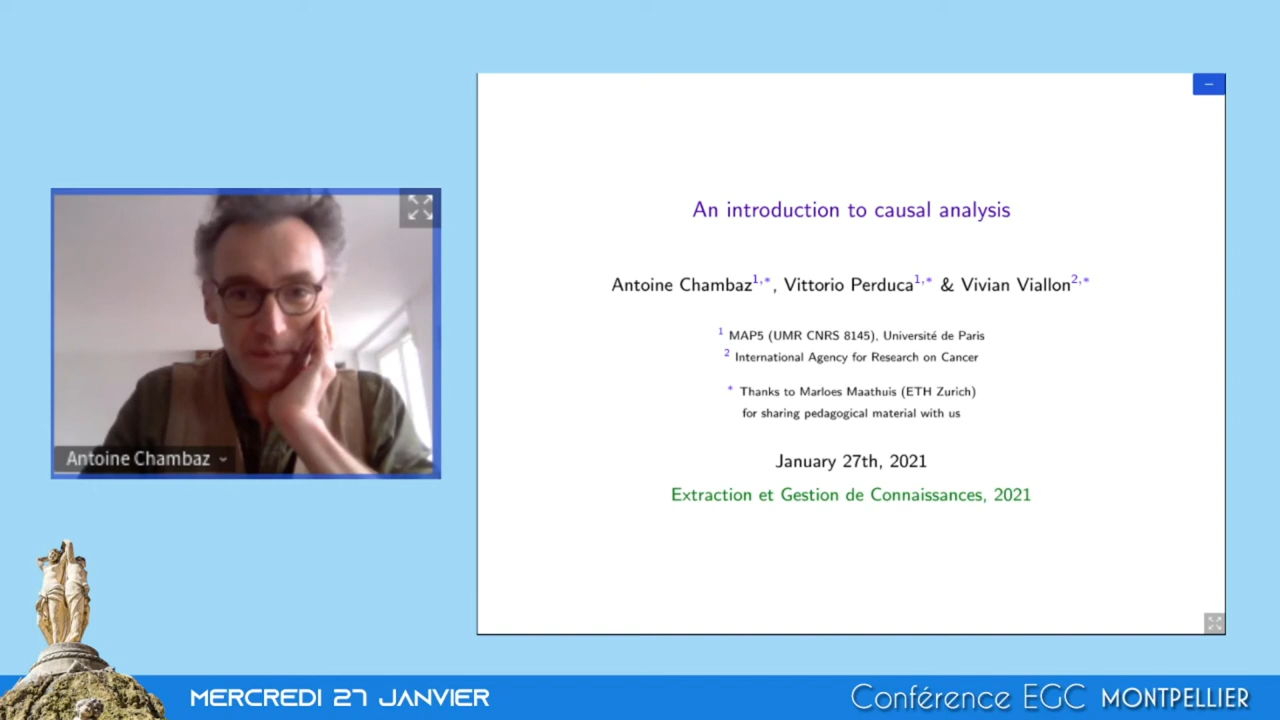 An introduction to causal analysis
Antoine Chambaz1,*, Vittorio Perduca1,* & Vivian Viallon2,*
1 MAP5 (UMR CNRS 8145), Université de Paris
2 International Agency for Research on Cancer
* Thanks to Marloes Maathuis (ETH Zurich)
for sharing pedagogical material with us
January 27th, 2021
Extraction et Gestion de Connaissances, 2021
Antoine Chambaz
MERCREDI 27 JANVIER
Conférence EGC MONTPELLIER